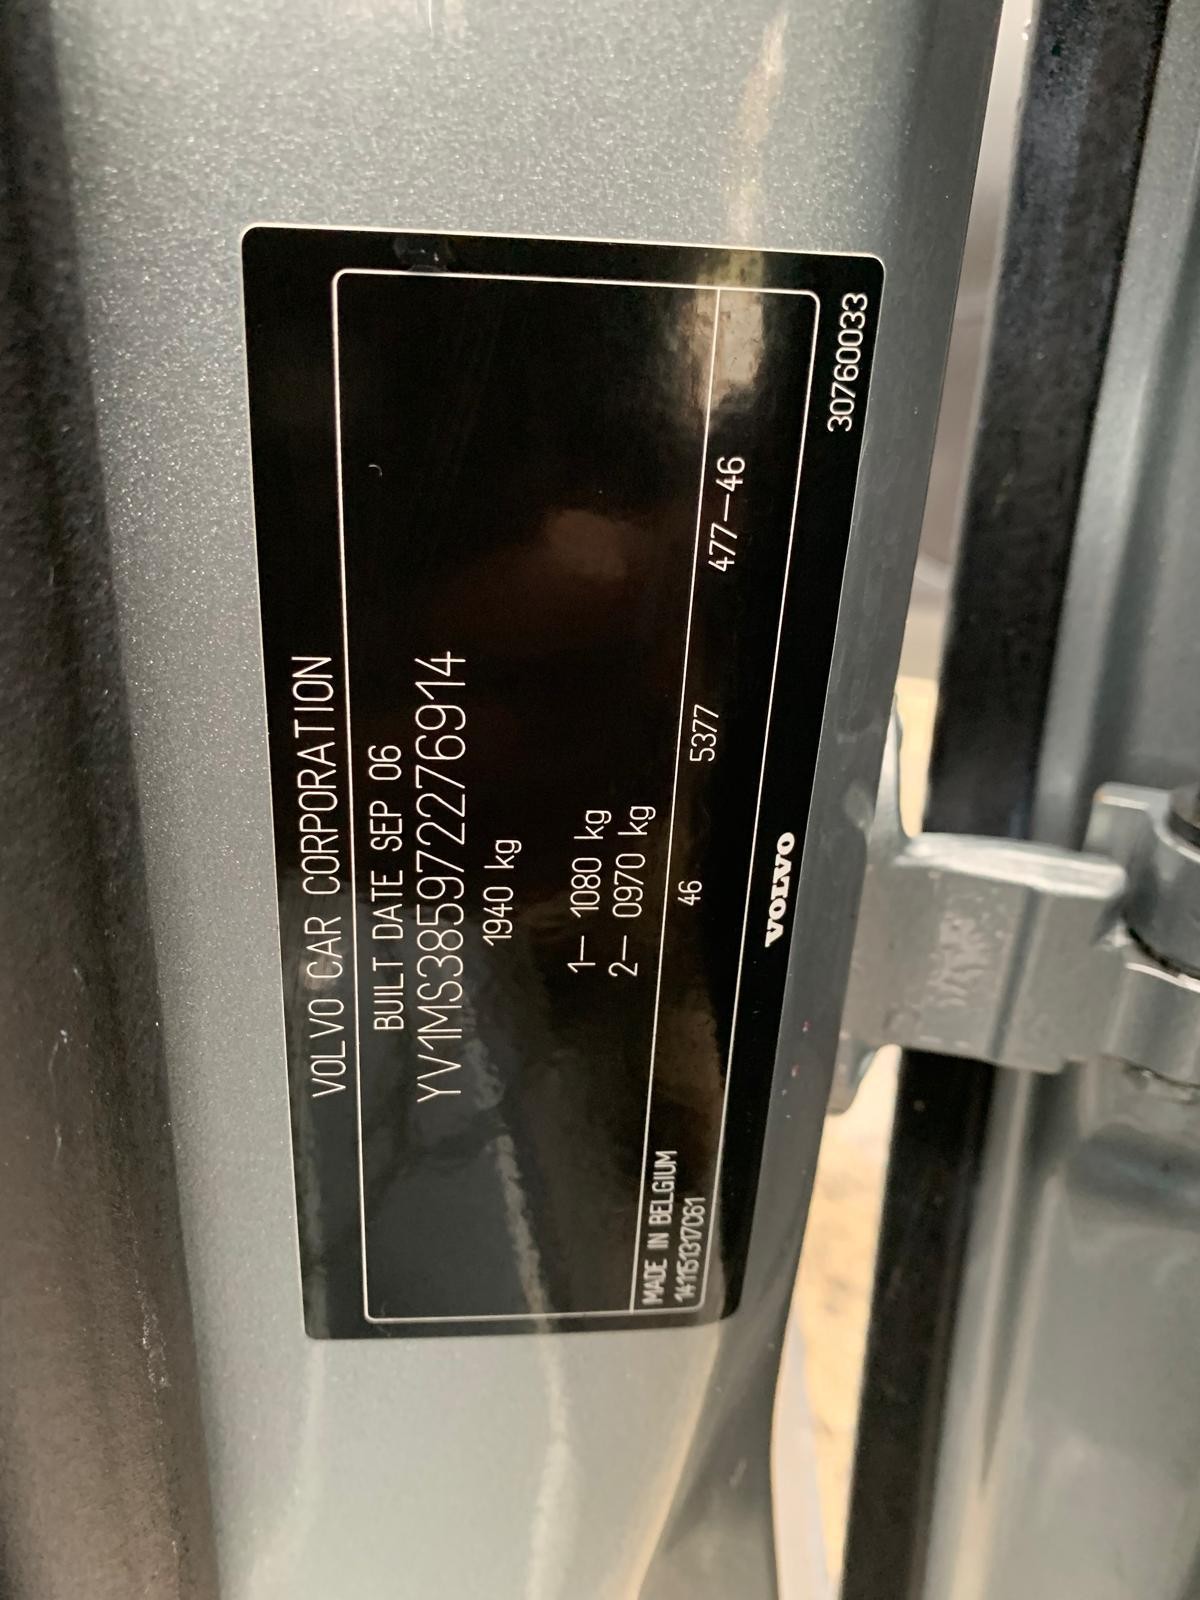 VOLVO CAR CORPORATION
BUILT DATE SEP 06
YV1MS385972276914
1940 kg
1— 1080 kg
2— 0970 kg
MADE IN BELGIUM
46 5377 477—46
141151317061
VOLVO
30760033